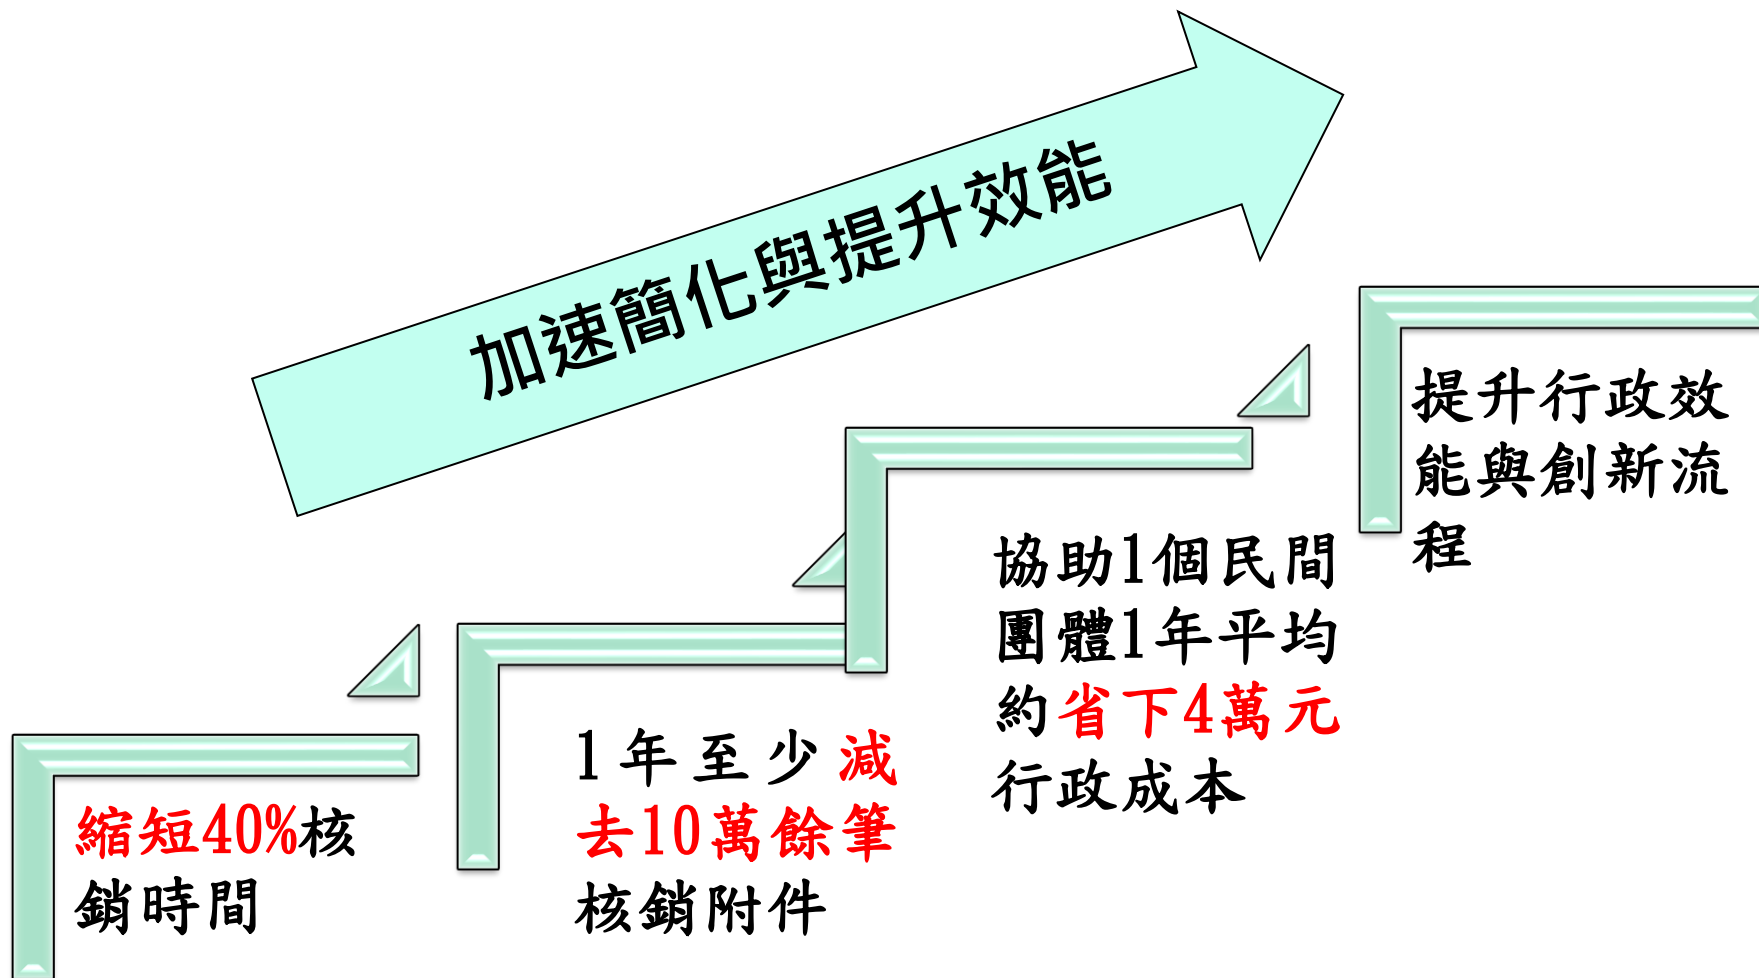 加速簡化與提升效能
縮短40%核
銷時間
1年至少減
去10萬餘筆
核銷附件
協助1個民間
團體1年平均
約省下4萬元
行政成本
提升行政效
能與創新流
程